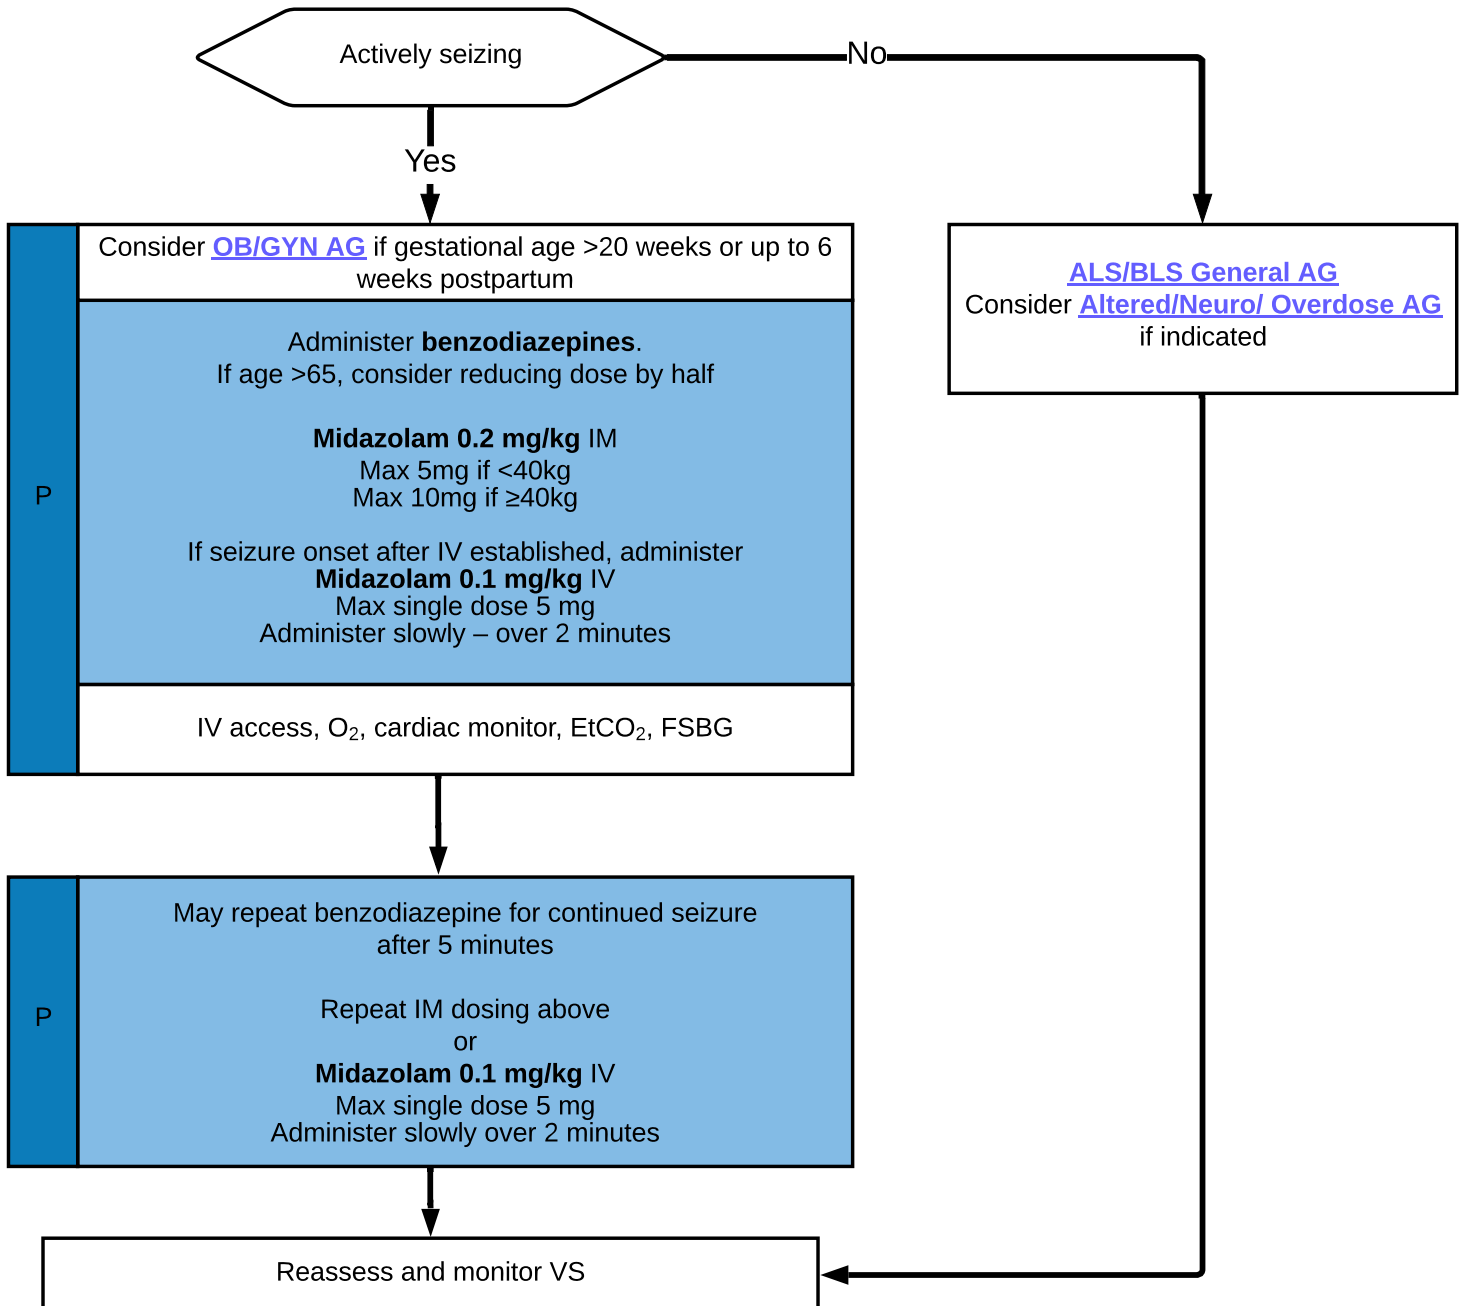 Actively seizing
No
Yes
Consider OB/GYN AG if gestational age >20 weeks or up to 6
weeks postpartum
ALS/BLS General AG
Consider Altered/Neuro/ Overdose AG
if indicated
P
Administer benzodiazepines.
If age >65, consider reducing dose by half
Midazolam 0.2 mg/kg IM
Max 5mg if <40kg
Max 10mg if ≥40kg
If seizure onset after IV established, administer
Midazolam 0.1 mg/kg IV
Max single dose 5 mg
Administer slowly – over 2 minutes
IV access, O₂, cardiac monitor, EtCO₂, FSBG
P
May repeat benzodiazepine for continued seizure
after 5 minutes
Repeat IM dosing above
or
Midazolam 0.1 mg/kg IV
Max single dose 5 mg
Administer slowly over 2 minutes
Reassess and monitor VS